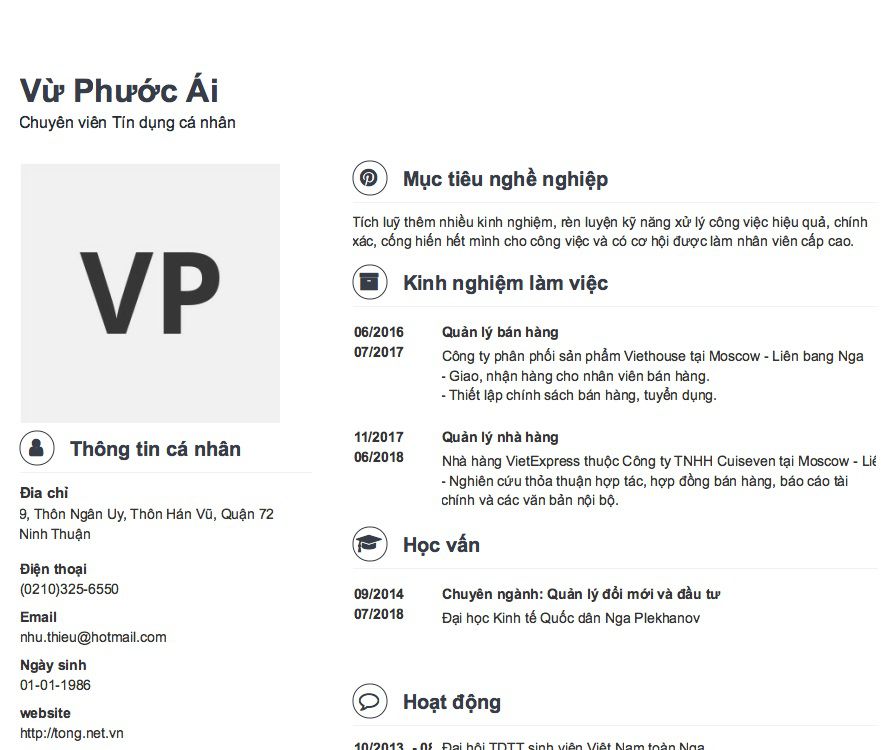 Vừ Phước Ái
Chuyên viên Tín dụng cá nhân
VP
Thông tin cá nhân
Đia chỉ
9, Thôn Ngân Uy, Thôn Hán Vũ, Quận 72
Ninh Thuận
Điện thoại
(0210)325-6550
Email
nhu.thieu@hotmail.com
Ngày sinh
01-01-1986
website
http://tong.net.vn
Mục tiêu nghề nghiệp
Tích luỹ thêm nhiều kinh nghiệm, rèn luyện kỹ năng xử lý công việc hiệu quả, chính
xác, cống hiến hết mình cho công việc và có cơ hội được làm nhân viên cấp cao.
Kinh nghiệm làm việc
06/2016 Quản lý bán hàng
07/2017 Công ty phân phối sản phẩm Viethouse tại Moscow - Liên bang Nga
- Giao, nhận hàng cho nhân viên bán hàng.
- Thiết lập chính sách bán hàng, tuyển dụng.
11/2017 Quản lý nhà hàng
06/2018 Nhà hàng VietExpress thuộc Công ty TNHH Cuiseven tại Moscow -
- Nghiên cứu thỏa thuận hợp tác, hợp đồng bán hàng, báo cáo tài
chính và các văn bản nội bộ.
Học vấn
09/2014 Chuyên ngành: Quản lý đổi mới và đầu tư
07/2018 Đại học Kinh tế Quốc dân Nga Plekhanov
Hoạt động
10/2013 - Đại hội TDTT sinh viên Việt Nam toàn Nga